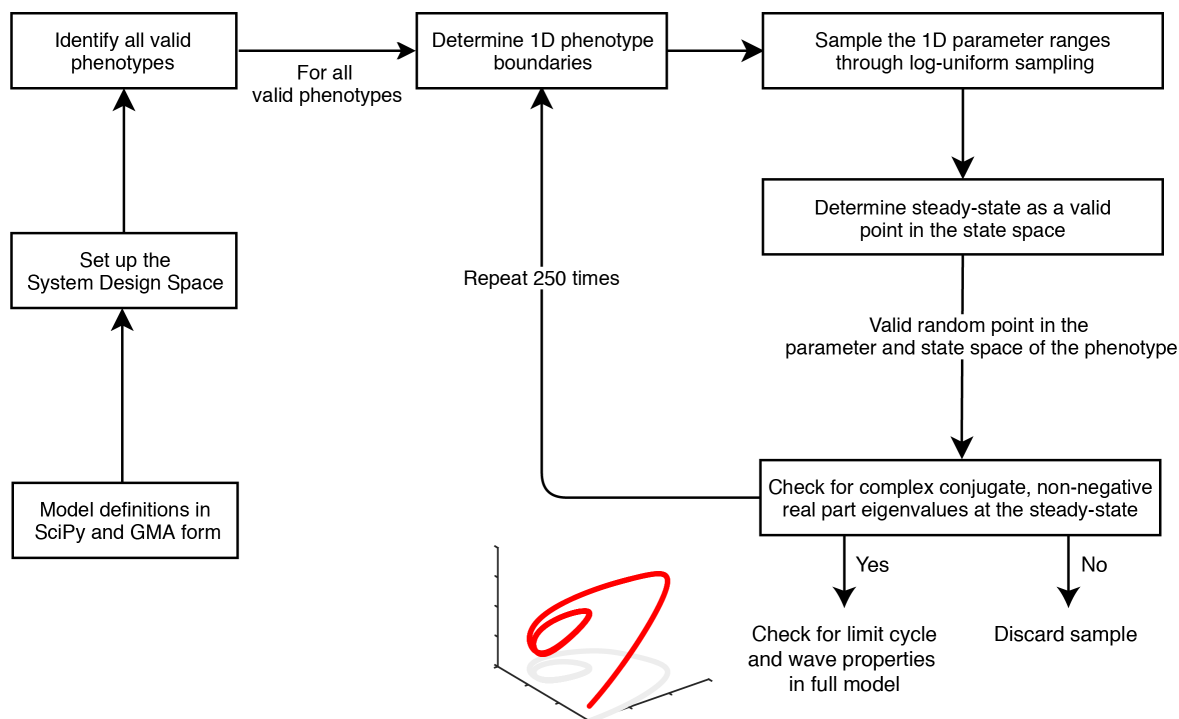 Identify all valid
phenotypes
For all
valid phenotypes
Determine 1D phenotype
boundaries
Sample the 1D parameter ranges
through log-uniform sampling
Set up the
System Design Space
Model definitions in
SciPy and GMA form
Repeat 250 times
Determine steady-state as a valid
point in the state space
Valid random point in the
parameter and state space of the phenotype
Check for complex conjugate, non-negative
real part eigenvalues at the steady-state
Yes
No
Check for limit cycle
and wave properties
in full model
Discard sample